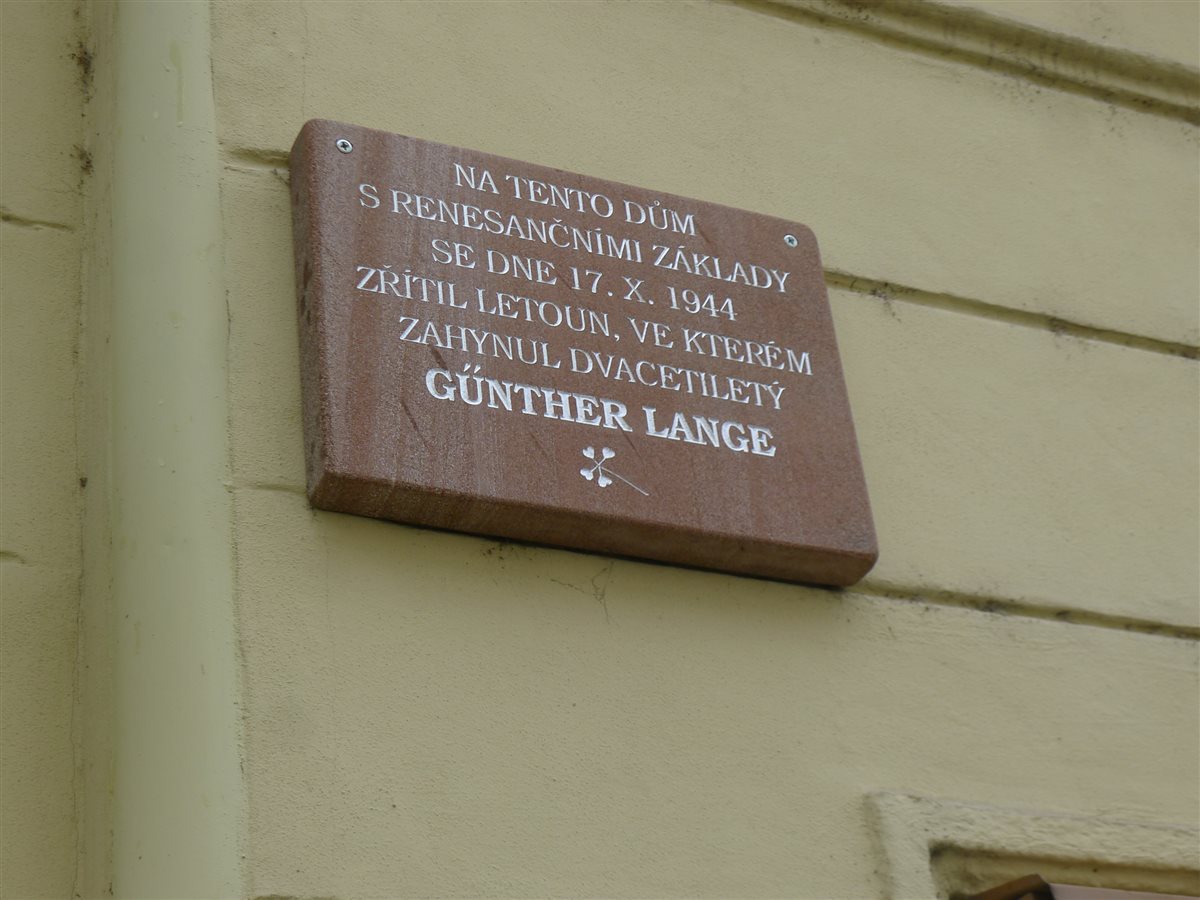 NA TENTO DŮM
S RENESANČNÍMI ZÁKLADY
SE DNE 17. X. 1944
ZŘÍTIL LETOUN, VE KTERÉM
ZAHYNUL DVACETILETÝ
GŰNTHER LANGE